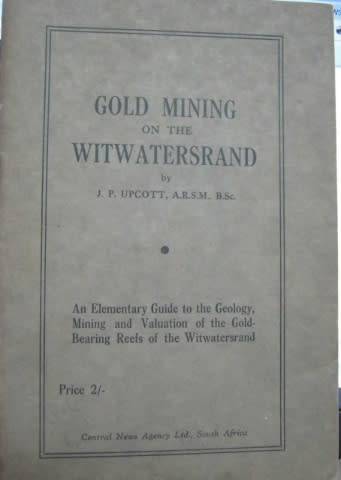 GOLD MINING
ON THE
WITWATERSRAND
by
J. P. UPCOTT, A.R.S.M., B.Sc.
An Elementary Guide to the Geology,
Mining and Valuation of the Gold-
Bearing Reefs of the Witwatersrand
Price 2/-
Central News Agency Ltd., South Africa